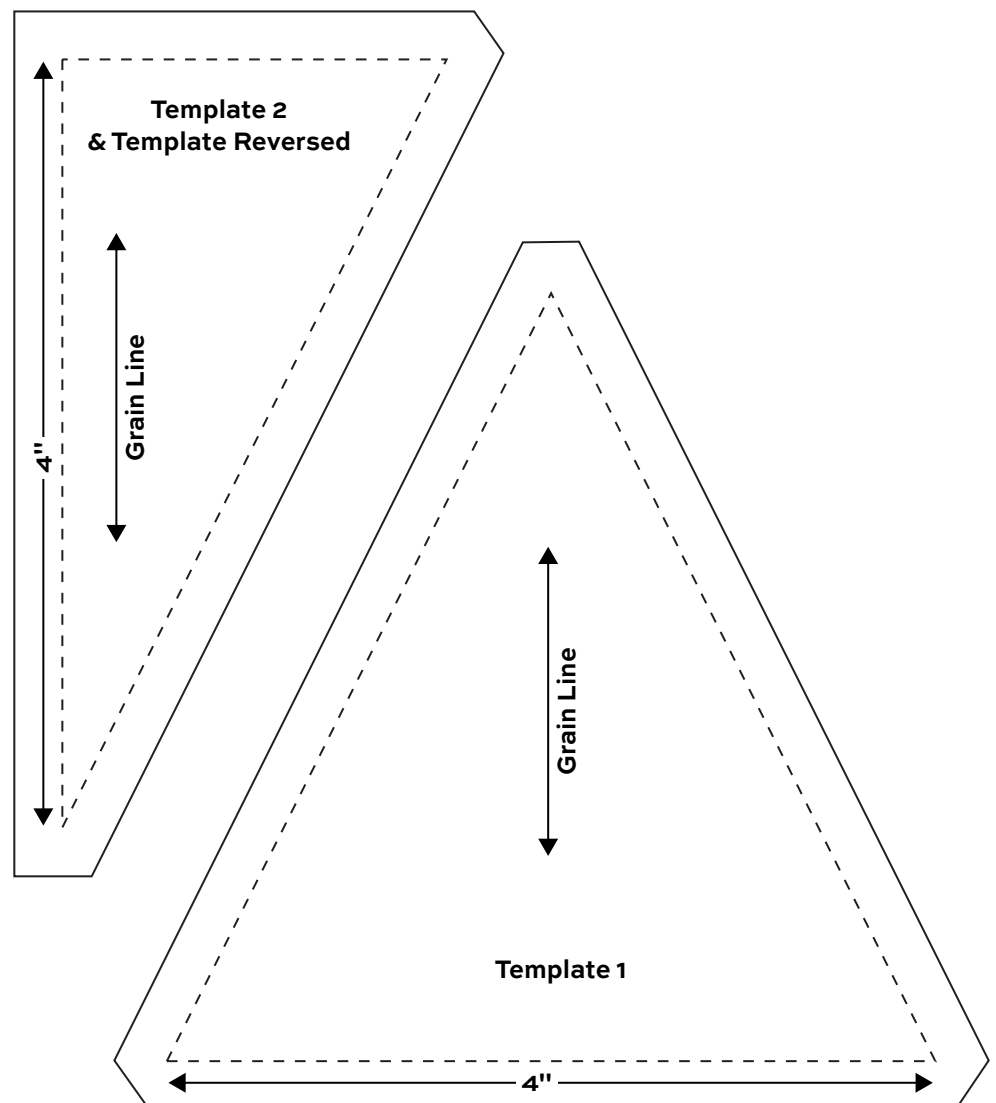 Template 2
& Template Reversed
Grain Line
4"
Grain Line
Template 1
4"